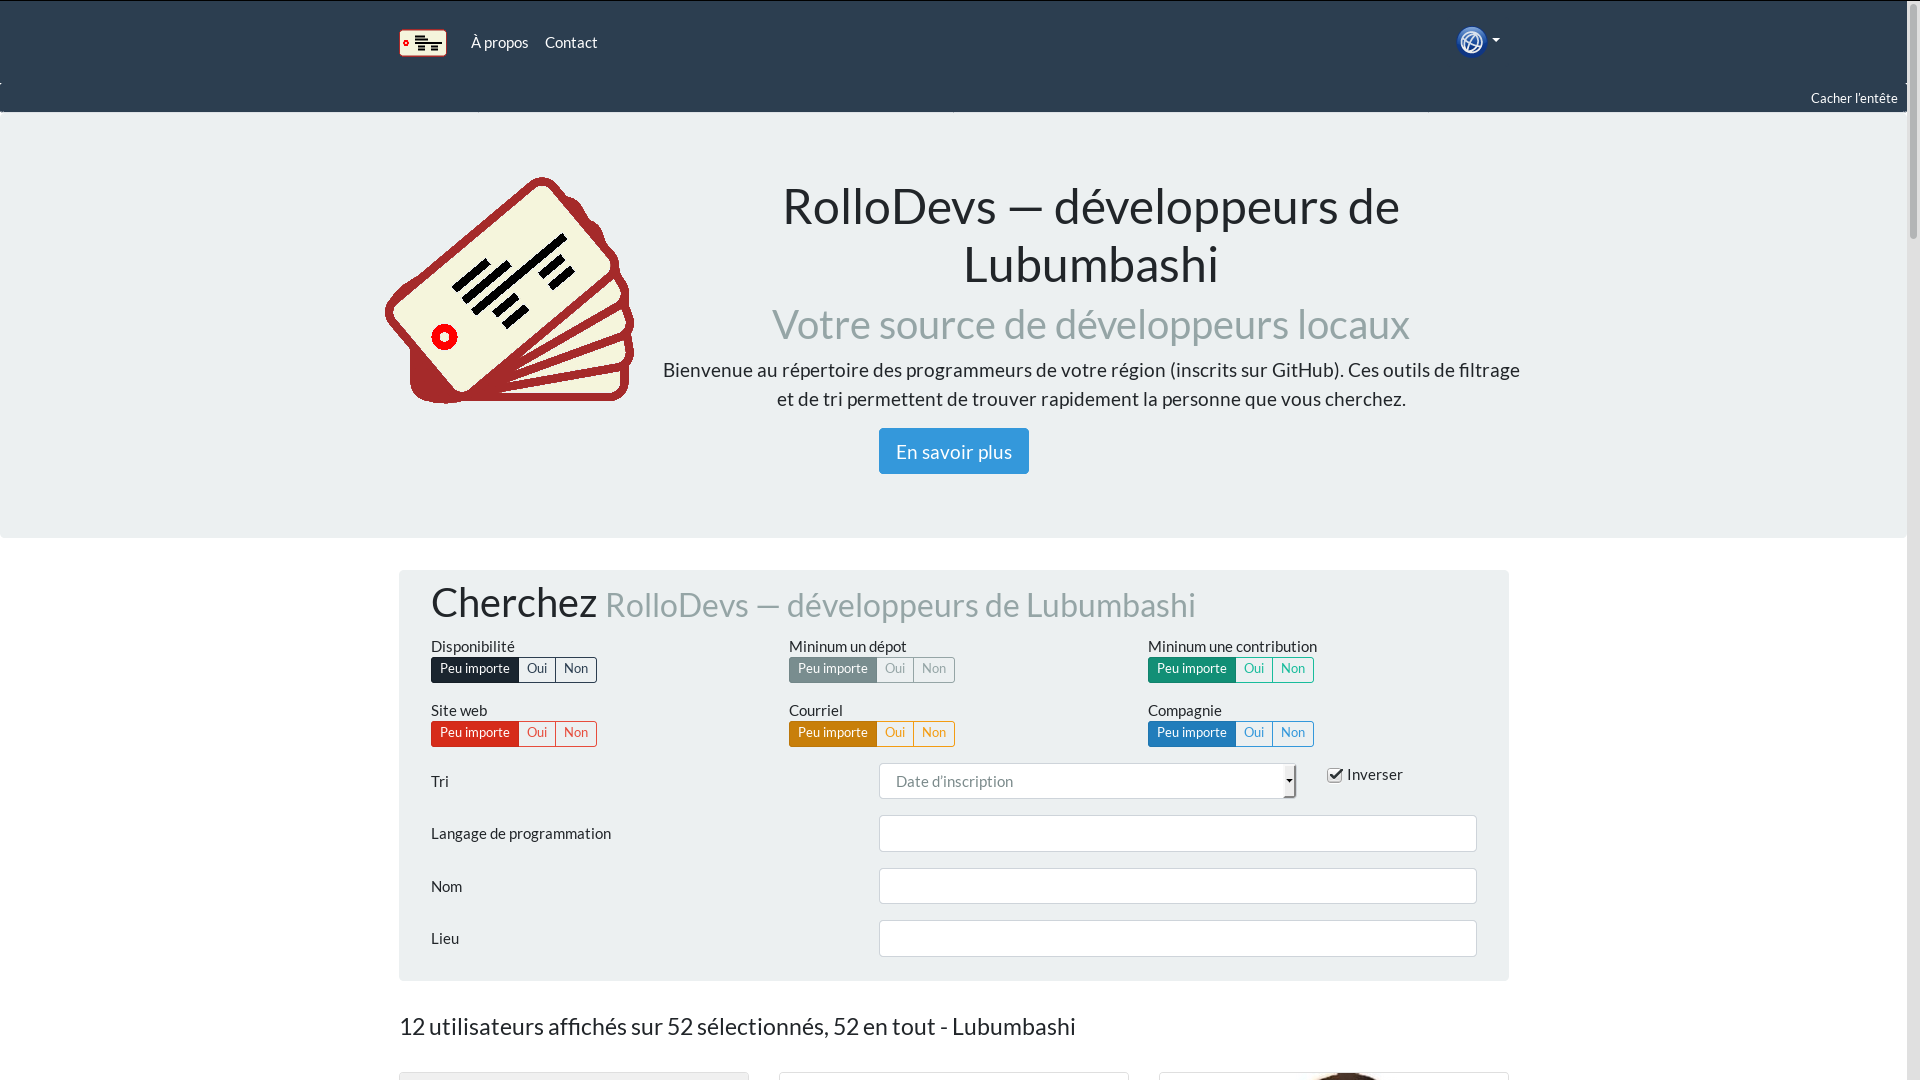 À propos Contact
Cacher l'entête
RolloDevs — développeurs de
Lubumbashi
Votre source de développeurs locaux
Bienvenue au répertoire des programmeurs de votre région (inscrits sur GitHub). Ces outils de filtrage
et de tri permettent de trouver rapidement la personne que vous cherchez.
En savoir plus
Cherchez RolloDevs — développeurs de Lubumbashi
Disponibilité Mininum un dépot Mininum une contribution
Peu importe Oui Non Peu importe Oui Non Peu importe Oui Non
Site web Courriel Compagnie
Peu importe Oui Non Peu importe Oui Non Peu importe Oui Non
Tri Date d’inscription Inverser
Langage de programmation
Nom
Lieu
12 utilisateurs affichés sur 52 sélectionnés, 52 en tout - Lubumbashi